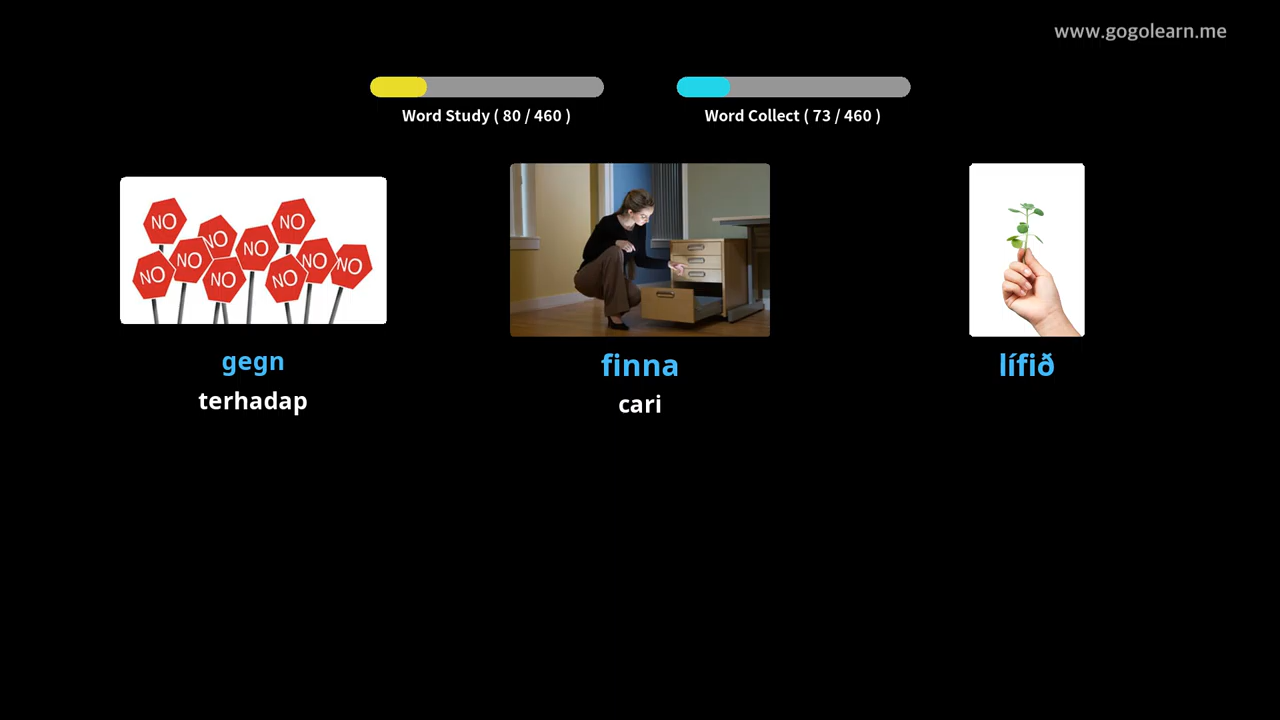 www.gogolearn.me
Word Study ( 80 / 460 )
Word Collect ( 73 / 460 )
NO
NO
NO
NO
NO
NO
NO
NO
NO
NO
gegn
terhadap
finna
cari
lífið